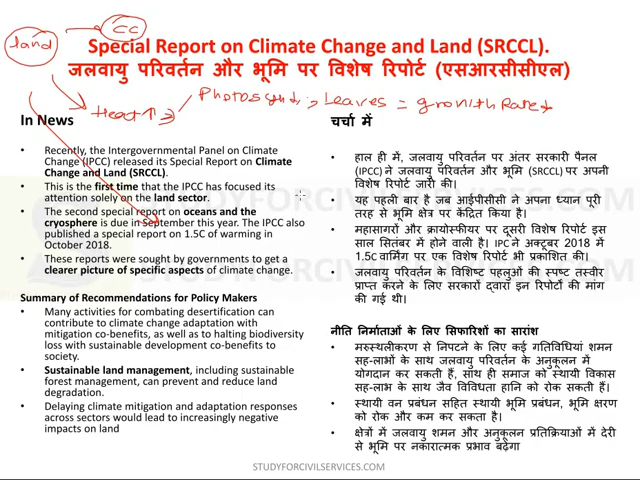 land
CC
Special Report on Climate Change and Land (SRCCL).
जलवायु परिवर्तन और भूमि पर विशेष रिपोर्ट (एसआरसीसीएल)
Heat↑⇒
Leaves = growth Rate↓
In News
• Recently, the Intergovernmental Panel on Climate
Change (IPCC) released its Special Report on Climate
Change and Land (SRCCL).
• This is the first time that the IPCC has focused its
attention solely on the land sector.
• The second special report on oceans and the
cryosphere is due in September this year. The IPCC also
published a special report on 1.5C of warming in
October 2018.
• These reports were sought by governments to get a
clearer picture of specific aspects of climate change.
Summary of Recommendations for Policy Makers
• Many activities for combating desertification can
contribute to climate change adaptation with
mitigation co-benefits, as well as to halting biodiversity
loss with sustainable development co-benefits to
society.
• Sustainable land management, including sustainable
forest management, can prevent and reduce land
degradation.
• Delaying climate mitigation and adaptation responses
across sectors would lead to increasingly negative
impacts on land
चर्चा में
• हाल ही में, जलवायु परिवर्तन पर अंतर सरकारी पैनल
(IPCC) ने जलवायु परिवर्तन और भूमि (SRCCL) पर अपनी
विशेष रिपोर्ट जारी की।
• यह पहली बार है जब आईपीसीसी ने अपना ध्यान पूरी
तरह से भूमि क्षेत्र पर केंद्रित किया है।
• महासागरों और क्रायोस्फीयर पर दूसरी विशेष रिपोर्ट इस
साल सितंबर में होने वाली है। IPC ने अक्टूबर 2018 में
1.5C वार्मिंग पर एक विशेष रिपोर्ट भी प्रकाशित की।
• जलवायु परिवर्तन के विशिष्ट पहलुओं की स्पष्ट तस्वीर
प्राप्त करने के लिए सरकारों द्वारा इन रिपोर्टों की मांग
की गई थी।
नीति निर्माताओं के लिए सिफारिशों का सारांश
• मरुस्थलीकरण से निपटने के लिए कई गतिविधियां शमन
सह-लाभों के साथ जलवायु परिवर्तन के अनुकूलन में
योगदान कर सकती हैं, साथ ही समाज को स्थायी विकास
सह-लाभ के साथ जैव विविधता हानि को रोक सकती हैं।
• स्थायी वन प्रबंधन सहित स्थायी भूमि प्रबंधन, भूमि क्षरण
को रोक और कम कर सकता है।
• क्षेत्रों में जलवायु शमन और अनुकूलन प्रतिक्रियाओं में देरी
से भूमि पर नकारात्मक प्रभाव बढ़ेगा
STUDYFORCIVILSERVICES.COM
STUDYFORCIVILSERVICES.COM